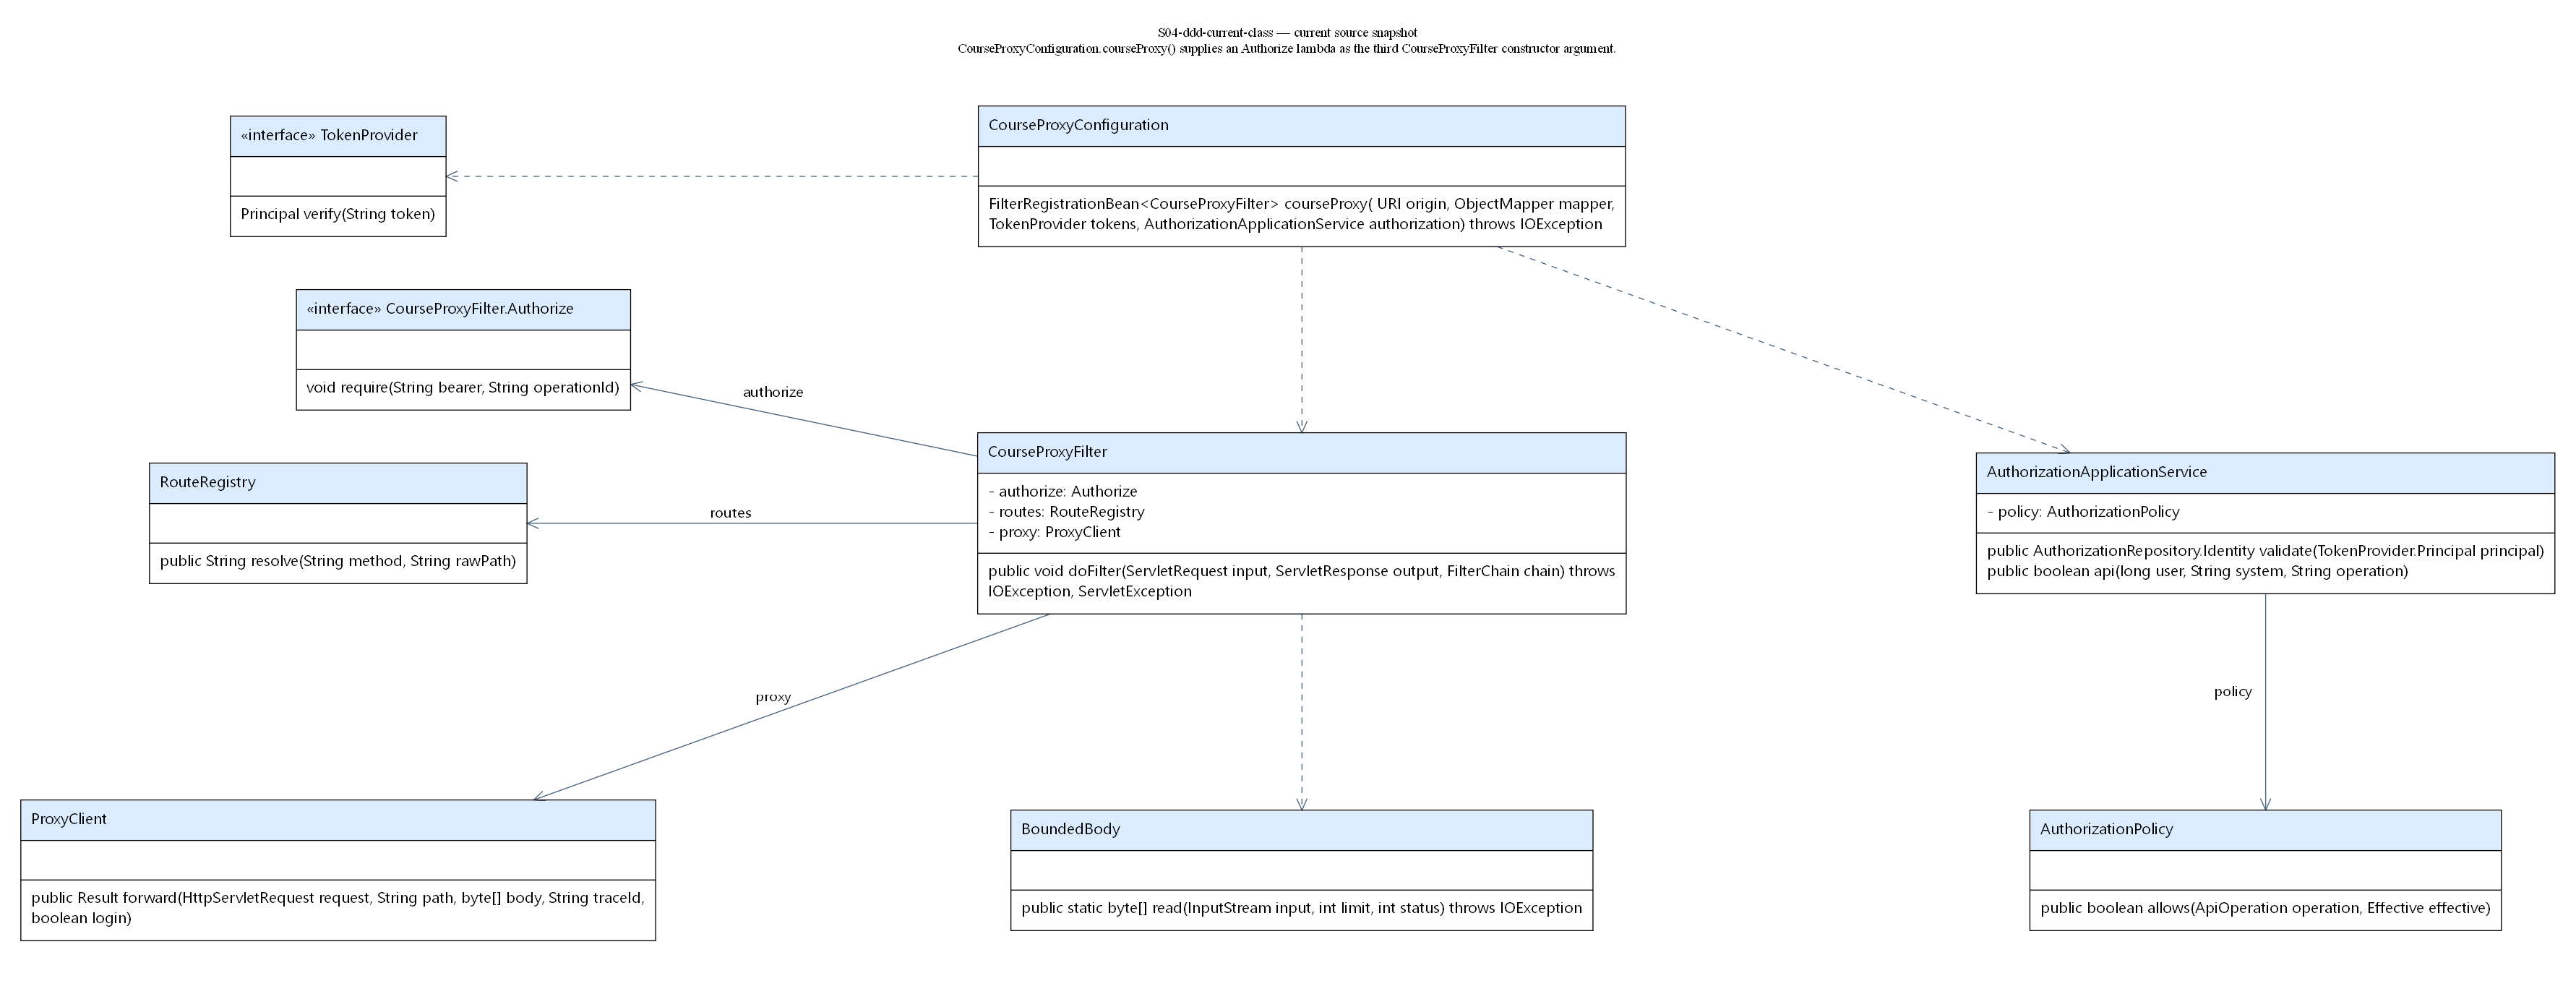 S04-ddd-current-class — current source snapshot
CourseProxyConfiguration.courseProxy() supplies an Authorize lambda as the third CourseProxyFilter constructor argument.
«interface» TokenProvider
Principal verify(String token)
CourseProxyConfiguration
FilterRegistrationBean<CourseProxyFilter> courseProxy( URI origin, ObjectMapper mapper,
TokenProvider tokens, AuthorizationApplicationService authorization) throws IOException
«interface» CourseProxyFilter.Authorize
void require(String bearer, String operationId)
authorize
RouteRegistry
public String resolve(String method, String rawPath)
routes
CourseProxyFilter
- authorize: Authorize
- routes: RouteRegistry
- proxy: ProxyClient
public void doFilter(ServletRequest input, ServletResponse output, FilterChain chain) throws
IOException, ServletException
AuthorizationApplicationService
- policy: AuthorizationPolicy
public AuthorizationRepository.Identity validate(TokenProvider.Principal principal)
public boolean api(long user, String system, String operation)
proxy
policy
ProxyClient
public Result forward(HttpServletRequest request, String path, byte[] body, String traceId,
boolean login)
BoundedBody
public static byte[] read(InputStream input, int limit, int status) throws IOException
AuthorizationPolicy
public boolean allows(ApiOperation operation, Effective effective)